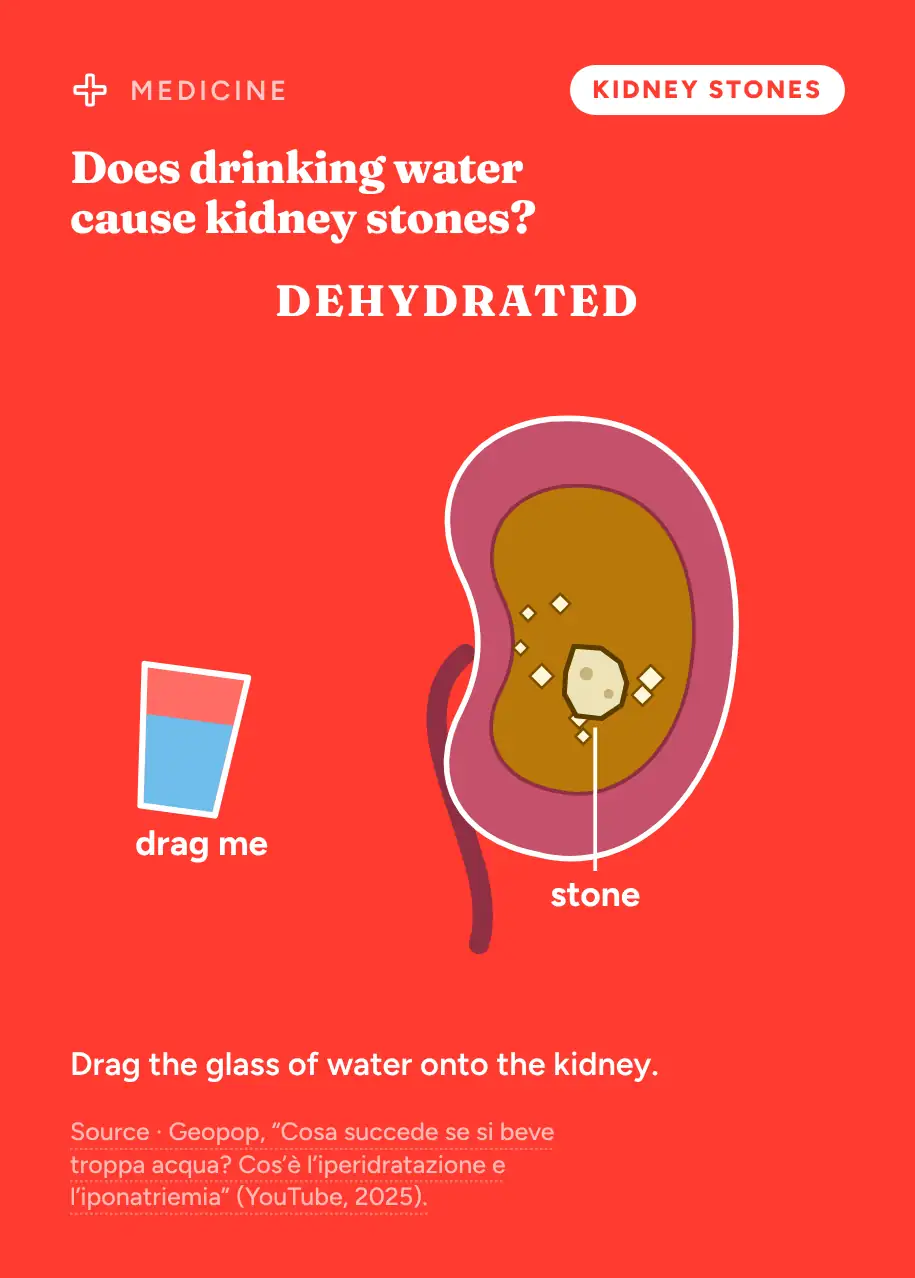 MEDICINE
KIDNEY STONES
Does drinking water
cause kidney stones?
DEHYDRATED
drag me
stone
Drag the glass of water onto the kidney.
Source · Geopop, “Cosa succede se si beve
troppa acqua? Cos’è l’iperidratazione e
l’iponatriemia” (YouTube, 2025).